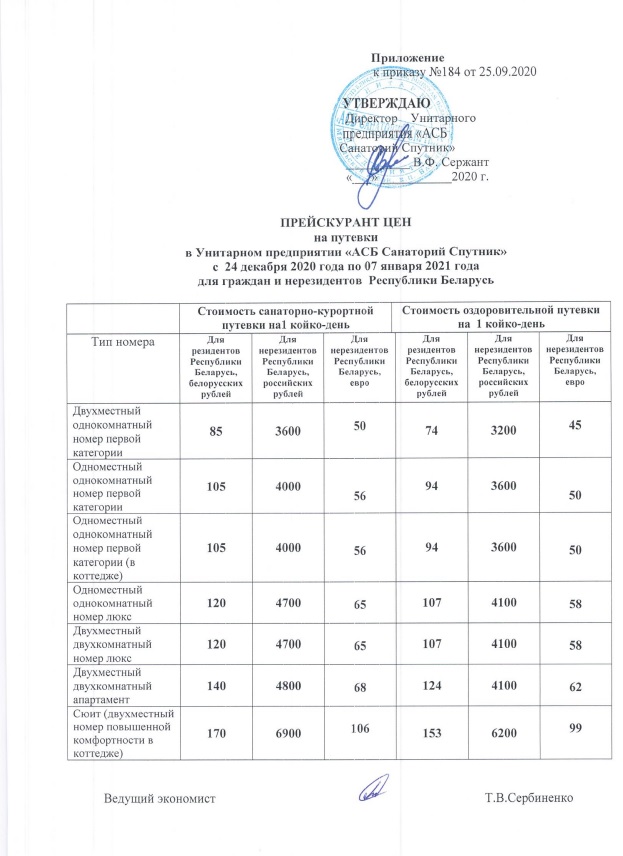 Приложение
к приказу №184 от 25.09.2020
УТВЕРЖДАЮ
Директор Унитарного
предприятия «АСБ
Санаторий Спутник»
__________ В.Ф. Сержант
«___»____________2020 г.
ПРЕЙСКУРАНТ ЦЕН
на путевки
в Унитарном предприятии «АСБ Санаторий Спутник»
с 24 декабря 2020 года по 07 января 2021 года
для граждан и нерезидентов Республики Беларусь
Стоимость санаторно-курортной
путевки на1 койко-день
Стоимость оздоровительной путевки
на 1 койко-день
Тип номера
Для
резидентов
Республики
Беларусь,
белорусских
рублей
Для
нерезидентов
Республики
Беларусь,
российских
рублей
Для
нерезидентов
Республики
Беларусь,
евро
Для
резидентов
Республики
Беларусь,
белорусских
рублей
Для
нерезидентов
Республики
Беларусь,
российских
рублей
Для
нерезидентов
Республики
Беларусь,
евро
Двухместный
однокомнатный
номер первой
категории
85 3600 50 74 3200 45
Одноместный
однокомнатный
номер первой
категории
105 4000 56 94 3600 50
Одноместный
однокомнатный
номер первой
категории (в
коттедже)
105 4000 56 94 3600 50
Одноместный
однокомнатный
номер люкс
120 4700 65 107 4100 58
Двухместный
двухкомнатный
номер люкс
120 4700 65 107 4100 58
Двухместный
двухкомнатный
апартамент
140 4800 68 124 4100 62
Сюит (двухместный
номер повышенной
комфортности в
коттедже)
170 6900 106 153 6200 99
Ведущий экономист Т.В.Сербиненко